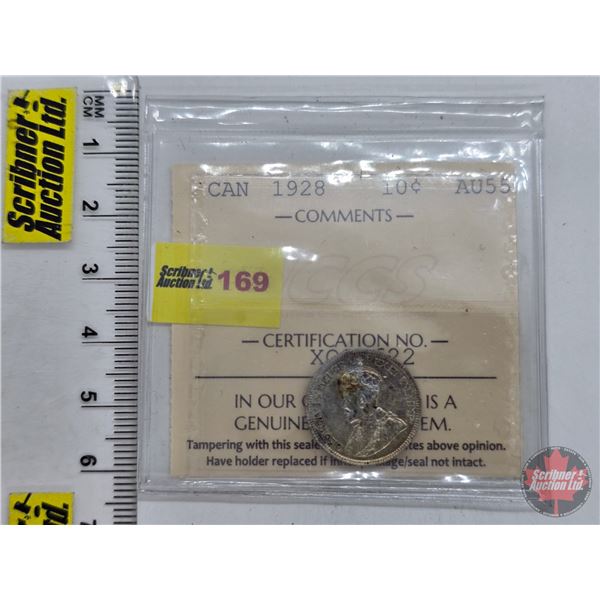 MM
CM
1
2
3
4
5
6
7
Scribner's
Auction Ltd.
CAN 1928 10¢ AU55
— COMMENTS —
Scribner's
Auction Ltd.
169
ICCS
— CERTIFICATION NO. —
IN OUR IS A
GENUINE EM.
Tampering with this above opinion.
Have holder replaced if seal not intact.
Scribner's
Auction Ltd.